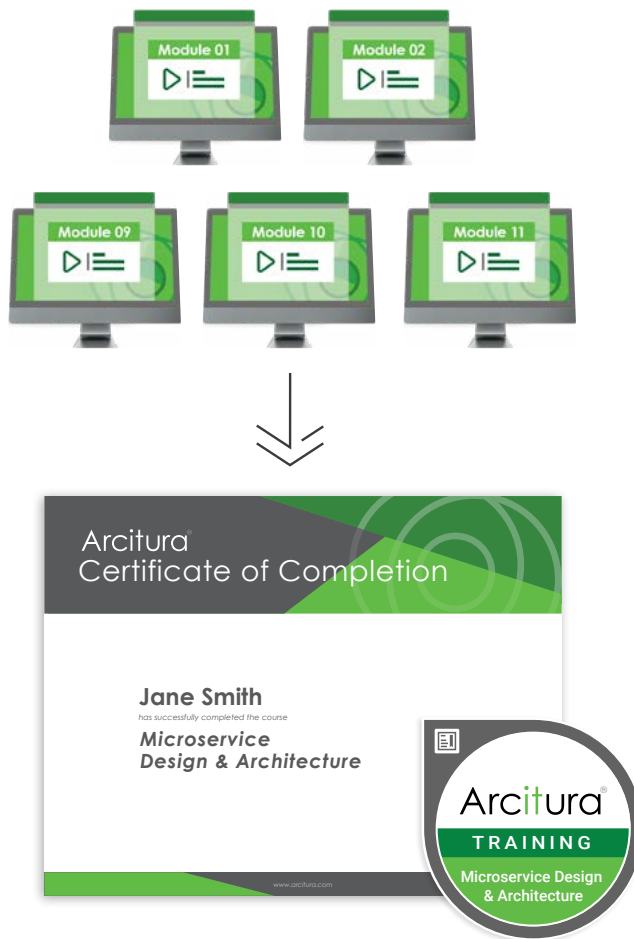 Module 01
Module 02
Module 09
Module 10
Module 11
Arcitura®
Certificate of Completion
Jane Smith
has successfully completed the course
Microservice
Design & Architecture
www.arcitura.com
Arcitura®
TRAINING
Microservice Design
& Architecture